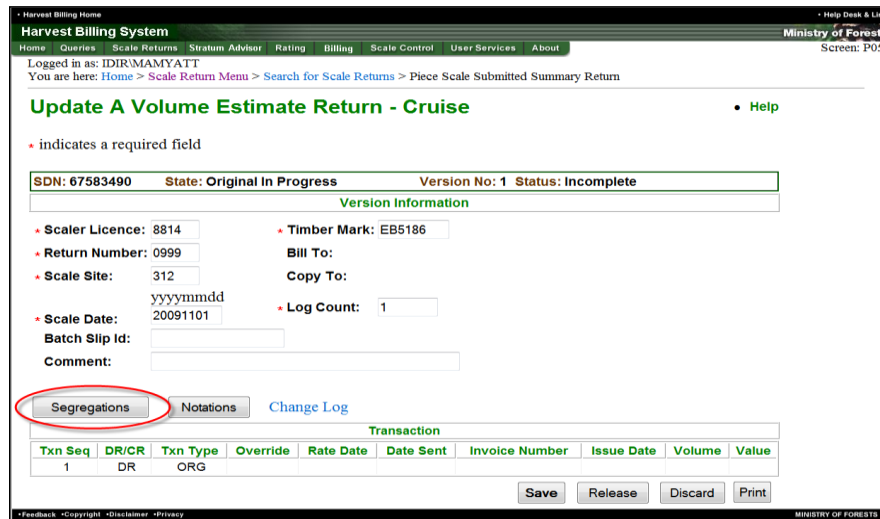 • Harvest Billing Home • Help Desk & Li
Harvest Billing System Ministry of Forest
Home Queries Scale Returns Stratum Advisor Rating Billing Scale Control User Services About
Screen: P05
Logged in as: IDIR\MAMYATT
You are here: Home > Scale Return Menu > Search for Scale Returns > Piece Scale Submitted Summary Return
Update A Volume Estimate Return - Cruise • Help
* indicates a required field
SDN: 67583490 State: Original In Progress Version No: 1 Status: Incomplete
Version Information
* Scaler Licence: 8814 * Timber Mark: EB5186
* Return Number: 0999 Bill To:
* Scale Site: 312 Copy To:
yyyymmdd
* Scale Date: 20091101 * Log Count: 1
Batch Slip Id:
Comment:
Segregations Notations Change Log
Transaction
Txn Seq DR/CR Txn Type Override Rate Date Date Sent Invoice Number Issue Date Volume Value
1 DR ORG
Save Release Discard Print
•Feedback •Copyright •Disclaimer •Privacy MINISTRY OF FORESTS